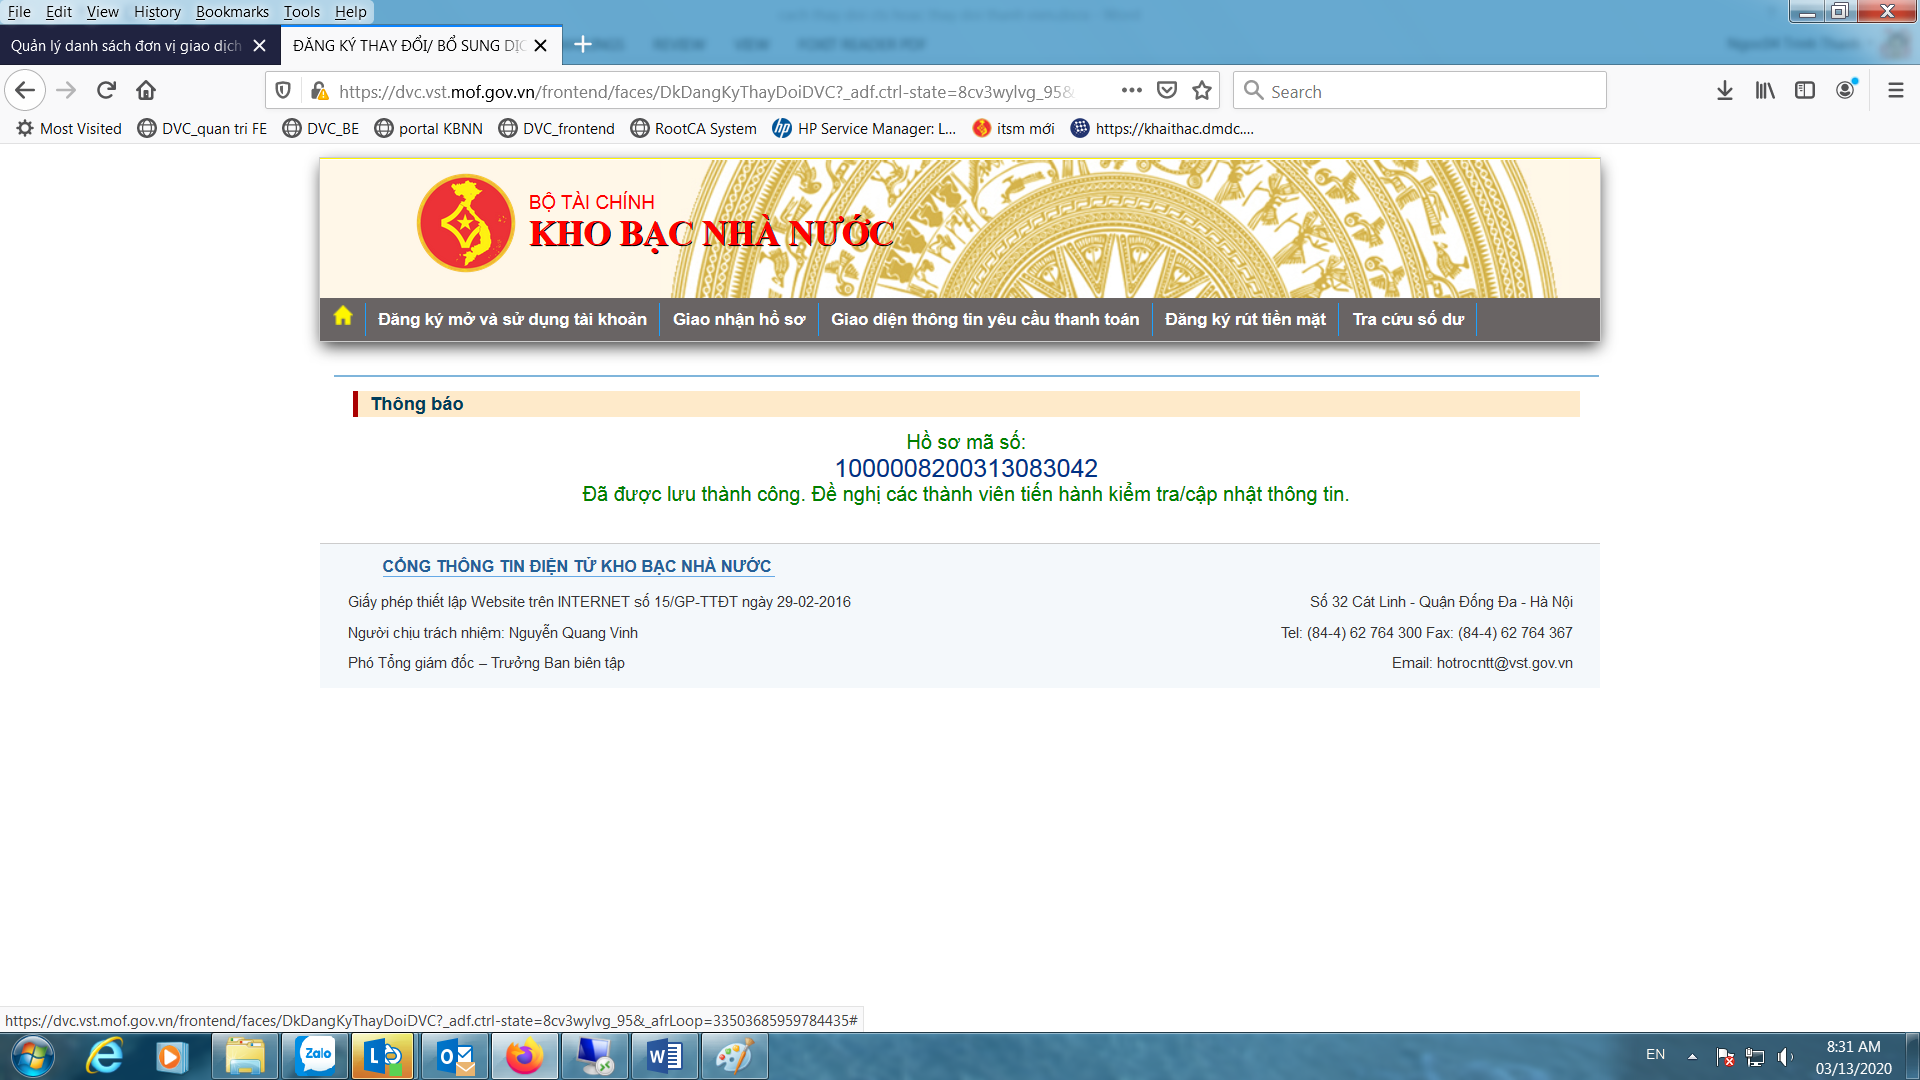 File Edit View History Bookmarks Tools Help
Quản lý danh sách đơn vị giao dịch
ĐĂNG KÝ THAY ĐỔI/ BỔ SUNG DỊC
https://dvc.vst.mof.gov.vn/frontend/faces/DkDangKyThayDoiDVC?_adf.ctrl-state=8cv3wylvg_95&
Search
Most Visited DVC_quan tri FE DVC_BE portal KBNN DVC_frontend RootCA System HP Service Manager: L... itsm mới https://khaithac.dmdc....
BỘ TÀI CHÍNH
KHO BẠC NHÀ NƯỚC
Đăng ký mở và sử dụng tài khoản Giao nhận hồ sơ Giao diện thông tin yêu cầu thanh toán Đăng ký rút tiền mặt Tra cứu số dư
Thông báo
Hồ sơ mã số:
1000008200313083042
Đã được lưu thành công. Đề nghị các thành viên tiến hành kiểm tra/cập nhật thông tin.
CỔNG THÔNG TIN ĐIỆN TỬ KHO BẠC NHÀ NƯỚC
Giấy phép thiết lập Website trên INTERNET số 15/GP-TTĐT ngày 29-02-2016
Số 32 Cát Linh - Quận Đống Đa - Hà Nội
Người chịu trách nhiệm: Nguyễn Quang Vinh
Tel: (84-4) 62 764 300 Fax: (84-4) 62 764 367
Phó Tổng giám đốc – Trưởng Ban biên tập
Email: hotrocntt@vst.gov.vn
https://dvc.vst.mof.gov.vn/frontend/faces/DkDangKyThayDoiDVC?_adf.ctrl-state=8cv3wylvg_95&_afrLoop=33503685959784435#
Zalo
EN
8:31 AM
03/13/2020